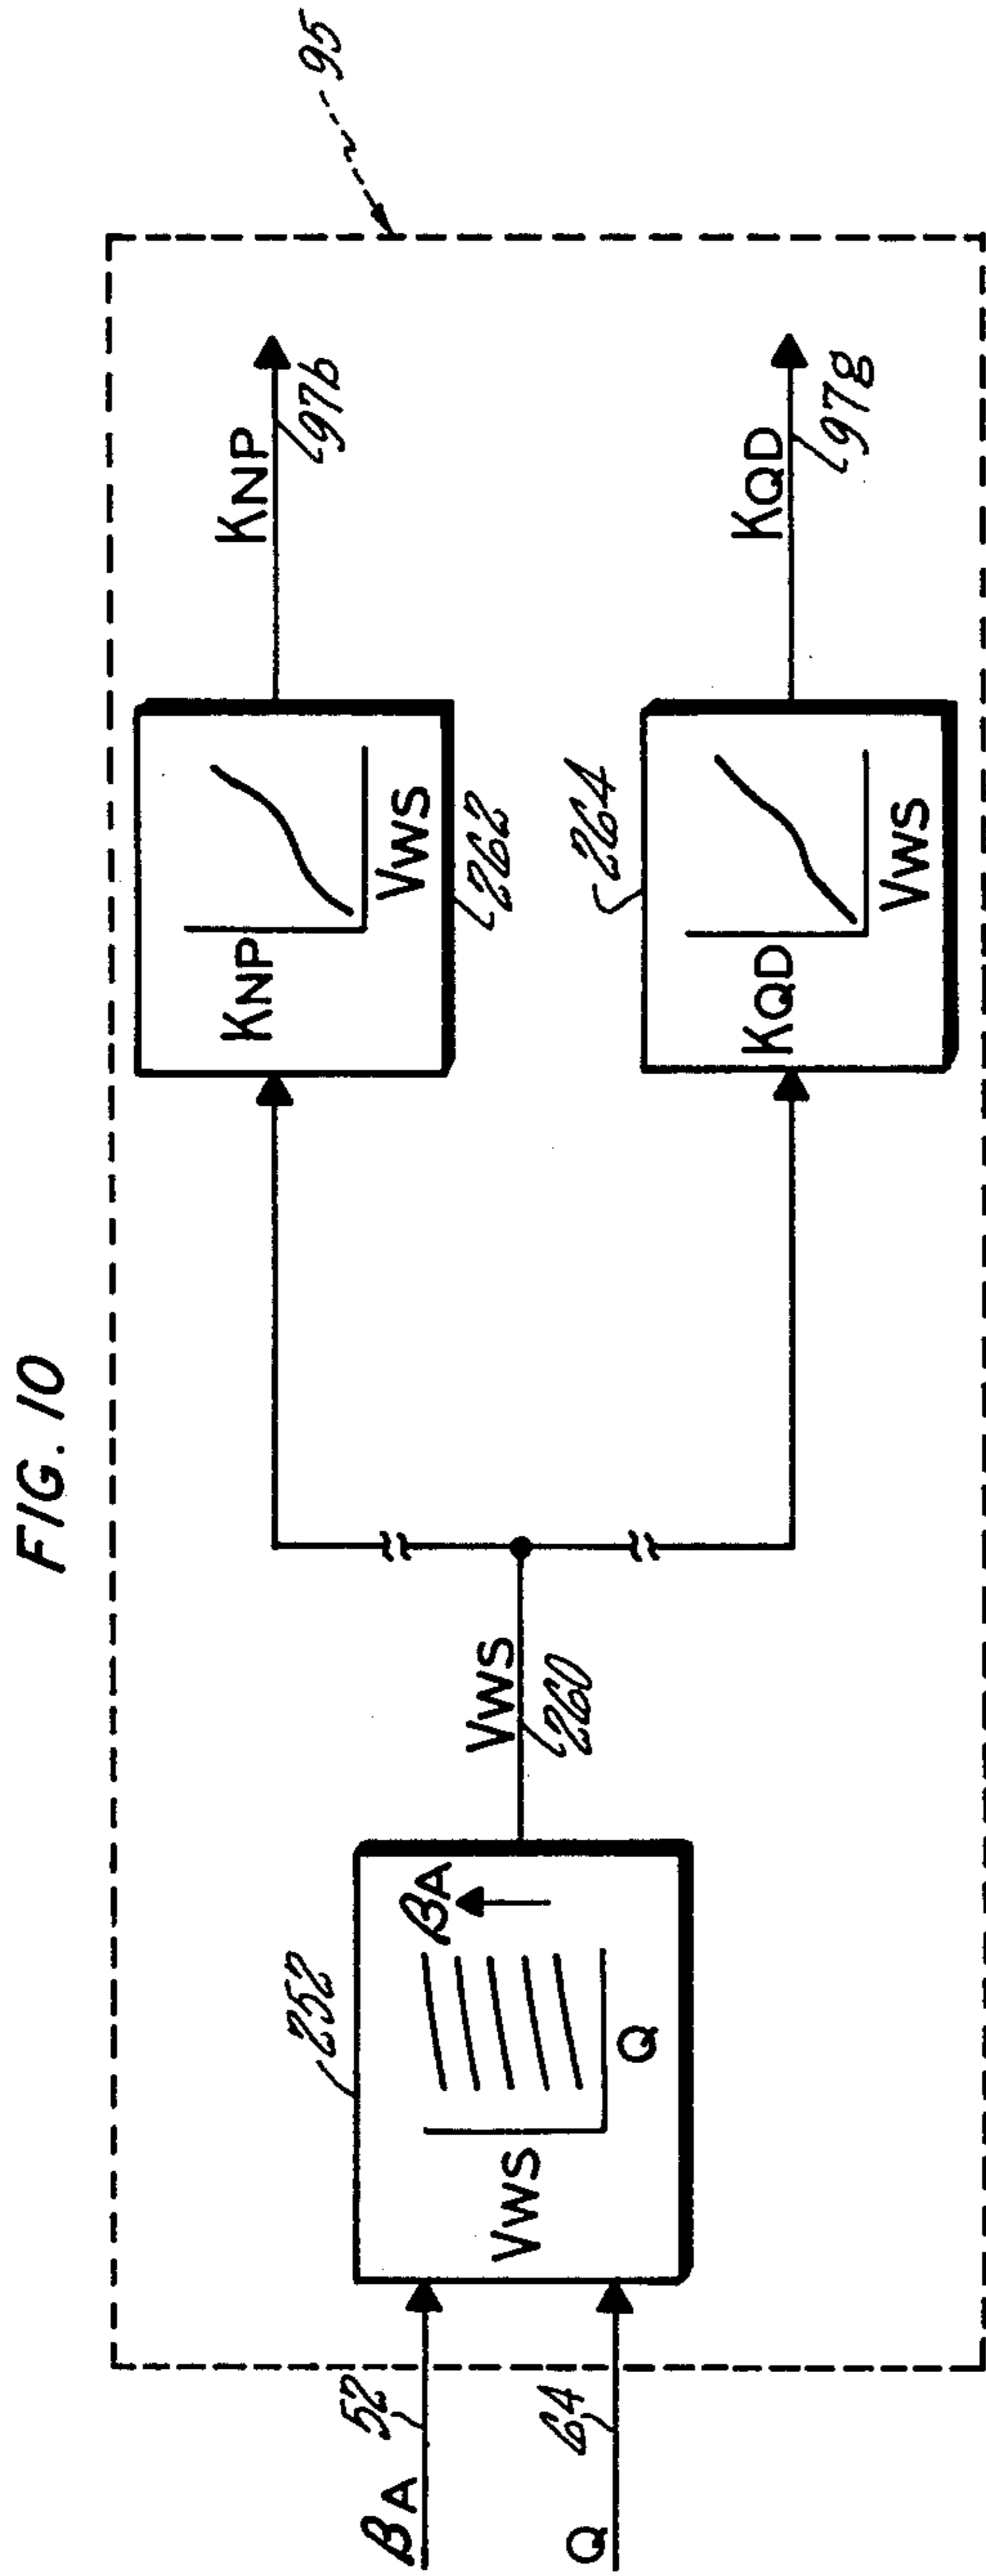 FIG. 10
95
βA
52
Q
64
252
VWS
βA
Q
VWS
260
KNP
VWS
262
KNP
97b
264
KQD
VWS
KQD
97g